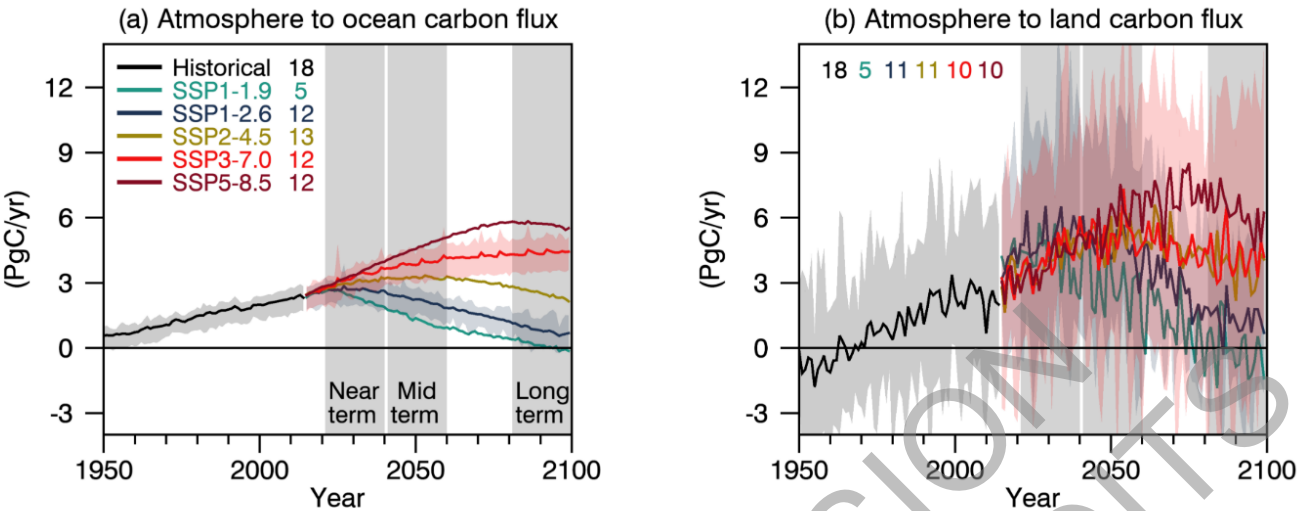 (a) Atmosphere to ocean carbon flux
(PgC/yr)
12
9
6
3
0
-3
Historical 18
SSP1-1.9 5
SSP1-2.6 12
SSP2-4.5 13
SSP3-7.0 12
SSP5-8.5 12
Near term
Mid term
Long term
1950 2000 2050 2100
Year
(b) Atmosphere to land carbon flux
(PgC/yr)
12
9
6
3
0
-3
18 5 11 11 10 10
1950 2000 2050 2100
Year